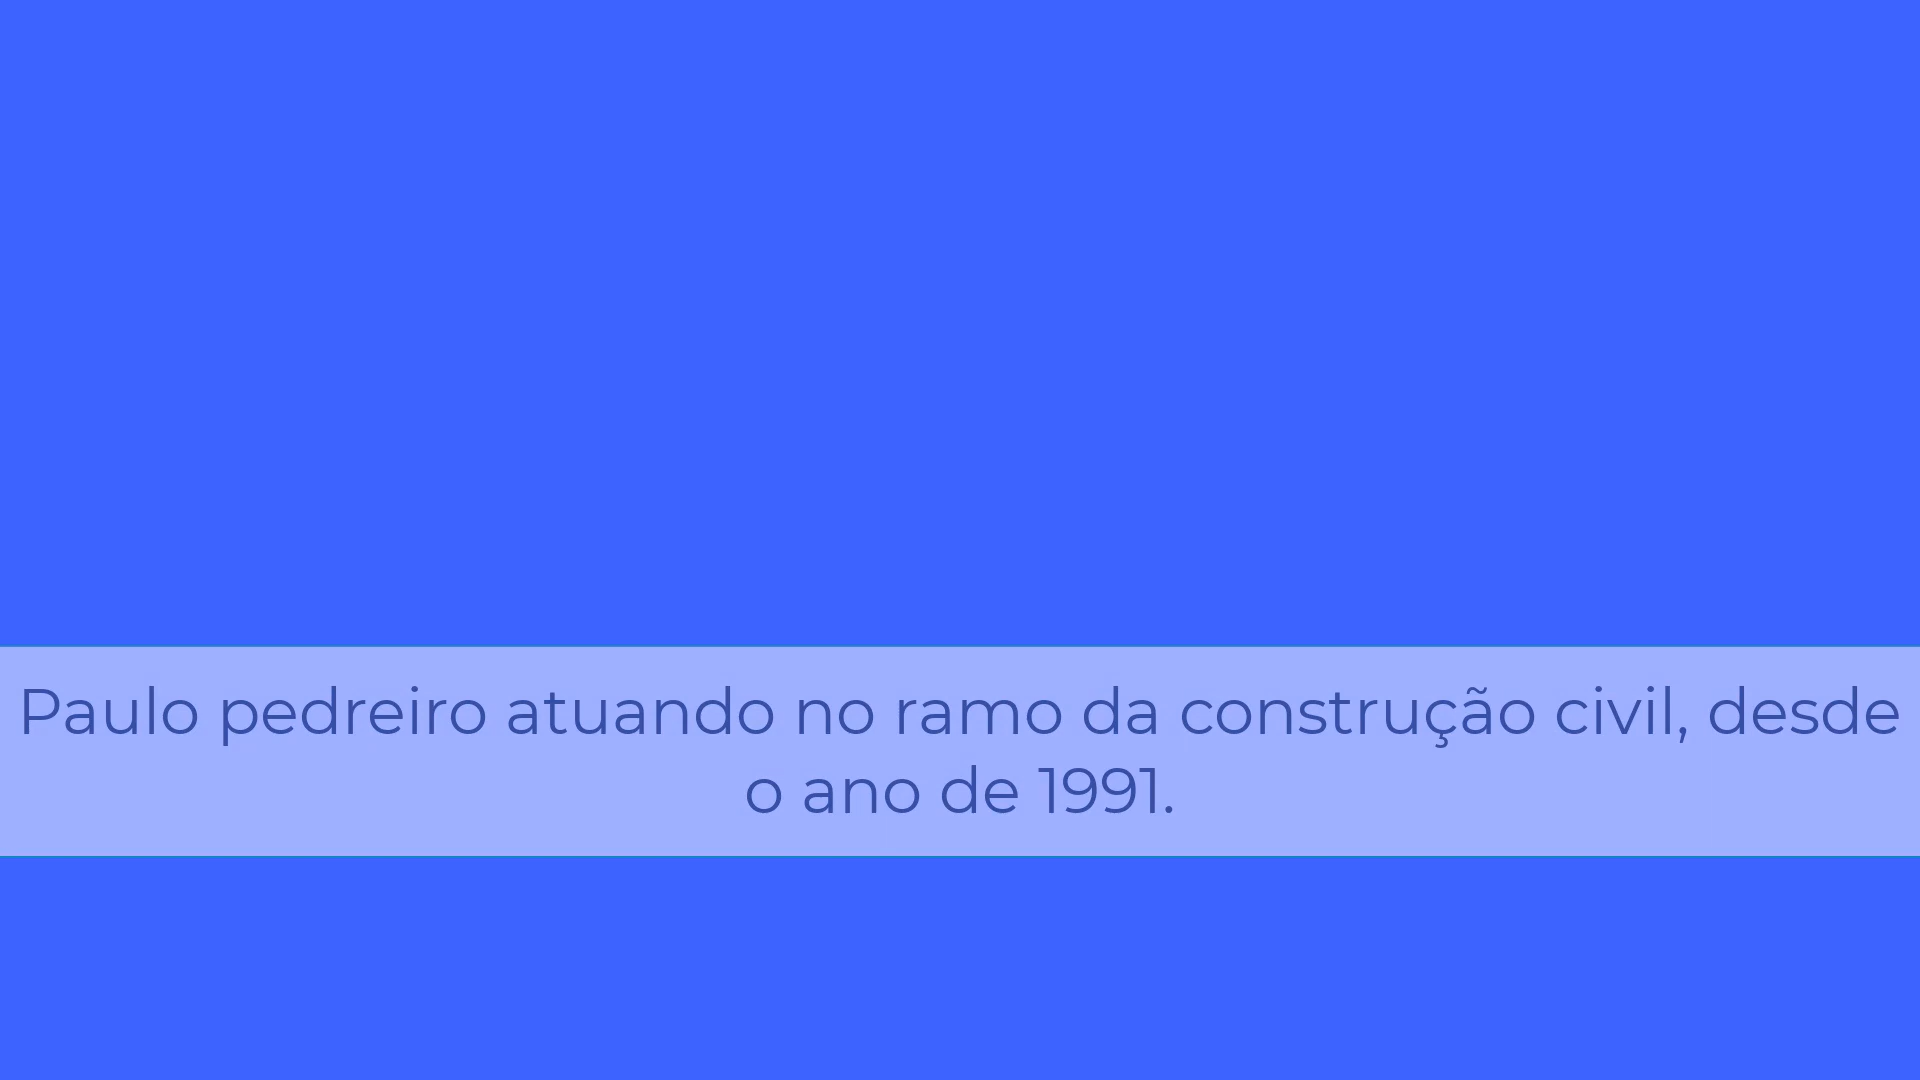 Paulo pedreiro atuando no ramo da construção civil, desde
o ano de 1991.